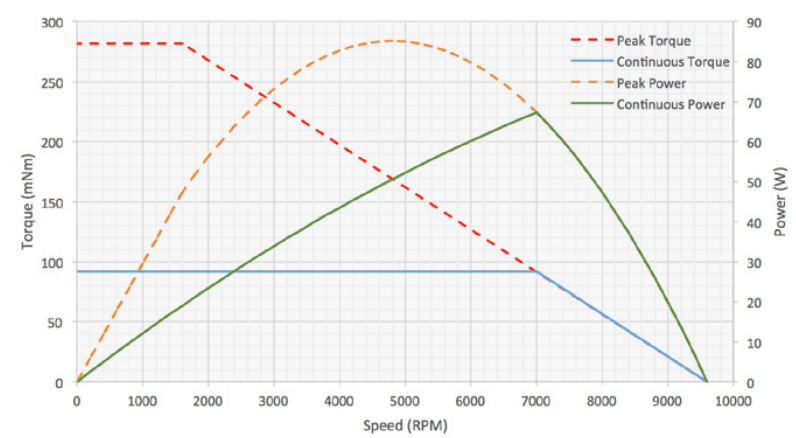 300
250
200
150
100
50
0
Torque (mNm)
90
80
70
60
50
40
30
20
10
0
Power (W)
Peak Torque
Continuous Torque
Peak Power
Continuous Power
0 1000 2000 3000 4000 5000 6000 7000 8000 9000 10000
Speed (RPM)